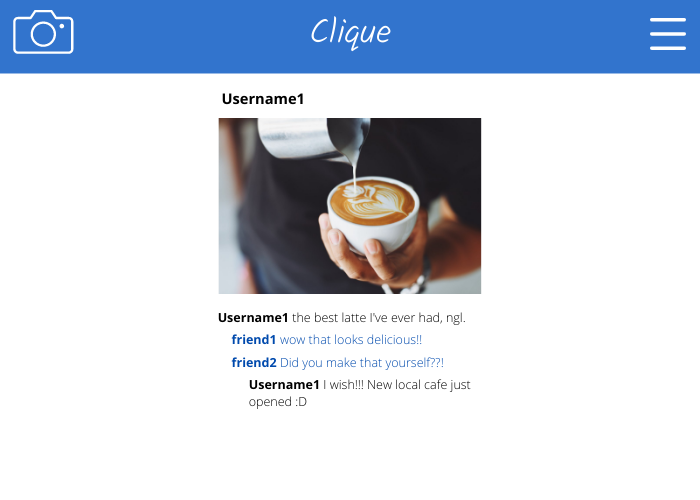 Clique
Username1
Username1 the best latte I've ever had, ngl.
friend1 wow that looks delicious!!
friend2 Did you make that yourself??!
Username1 I wish!!! New local cafe just
opened :D